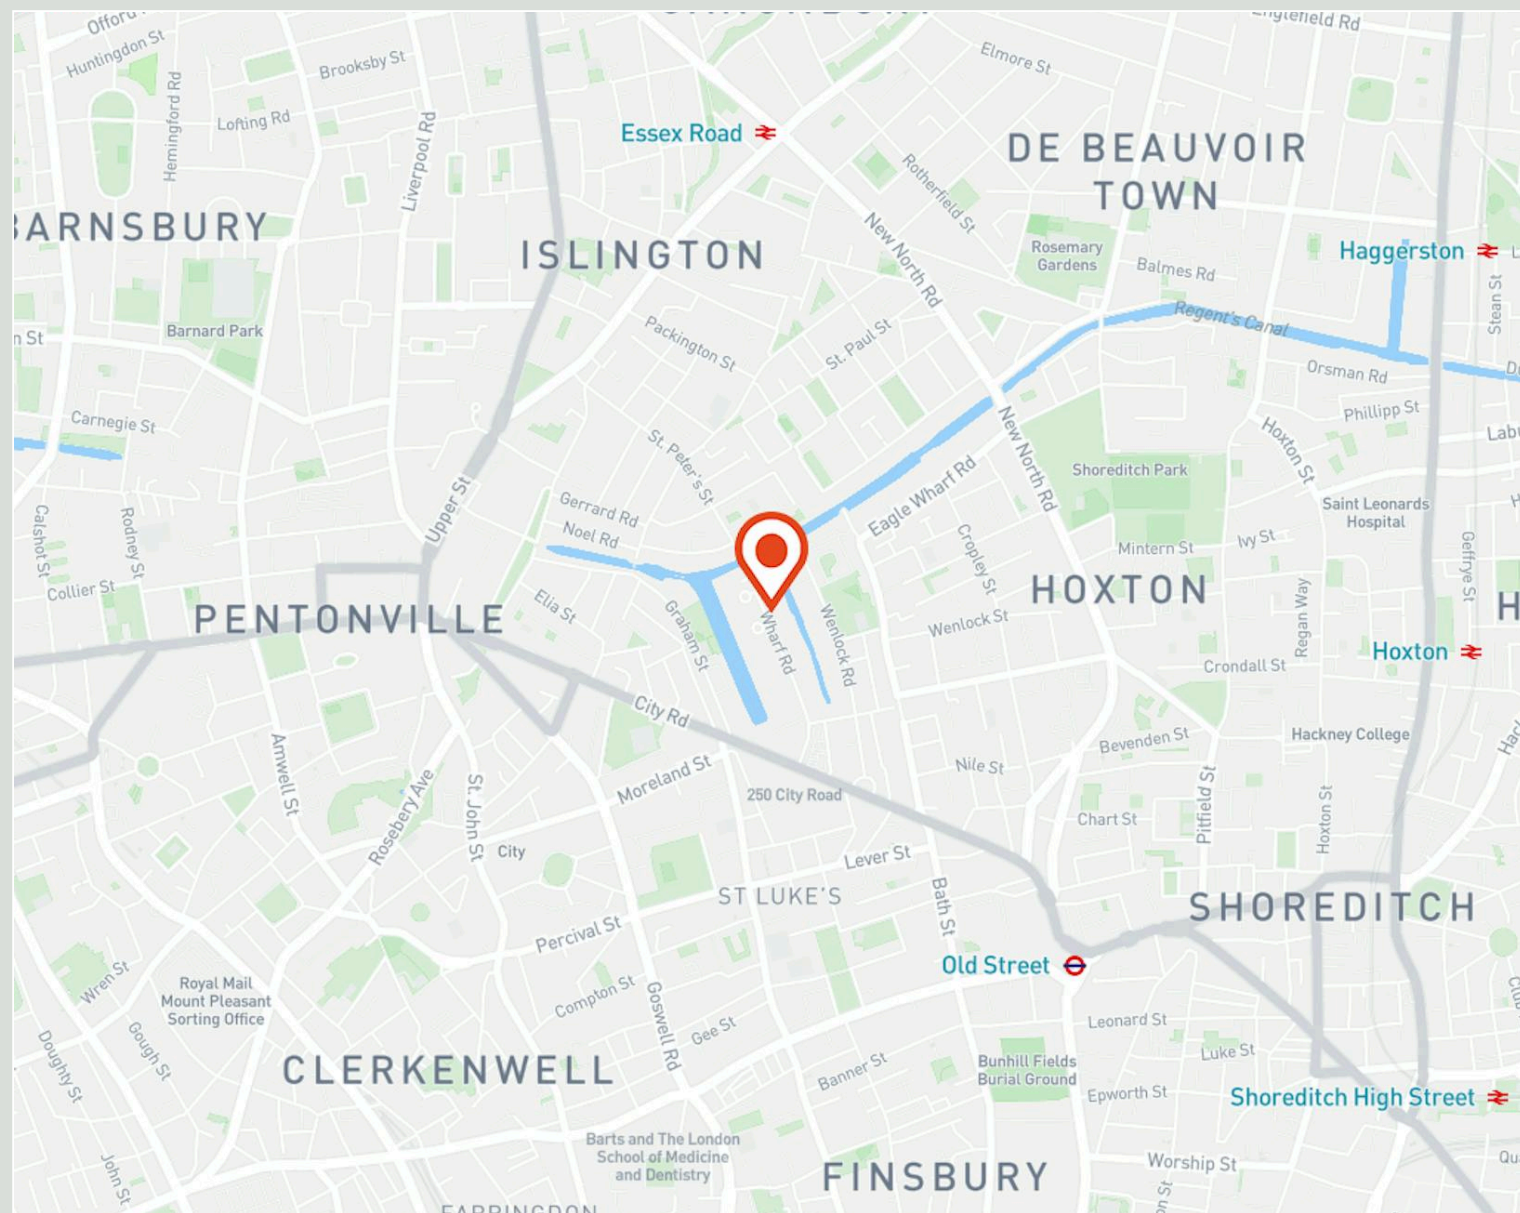 Offord
Englefield Rd
Huntingdon St
Brooksby St
Elmore St
Hemingford Rd
Lofting Rd
Liverpool Rd
Essex Road
DE BEAUVOIR
TOWN
Rotherfield St
BARNSBURY
ISLINGTON
New North Rd
Rosemary
Gardens
Haggerston
Balmes Rd
Stean St
Regent's Canal
Barnard Park
n St
Packington St
St. Paul St
Orsman Rd
Carnegie St
Phillipp St
New North Rd
Hoxton St
Labu
St. Peter's St
Shoreditch Park
Eagle Wharf Rd
Upper St
Gerrard Rd
Noel Rd
Saint Leonards
Hospital
Calshot St
Rodney St
Cropley St
Mintern St
Ivy St
Geffrye St
Collier St
HOXTON
PENTONVILLE
Elia St
Graham St
Wharf Rd
Wenlock Rd
Wenlock St
Regan Way
H
Crondall St
Hoxton
City Rd
Amwell St
Bevenden St
Hackney College
Moreland St
Nile St
Rosebery Ave
St. John St
250 City Road
Pitfield St
Hoxton St
Chart St
City
Lever St
ST LUKE'S
Bath St
SHOREDITCH
Percival St
Old Street
Wren St
Royal Mail
Mount Pleasant
Sorting Office
Compton St
Goswell Rd
Gee St
Leonard St
Gough St
Doughty St
CLERKENWELL
Banner St
Bunhill Fields
Burial Ground
Luke St
Epworth St
Shoreditch High Street
Barts and The London
School of Medicine
and Dentistry
John St
FINSBURY
Worship St
Qu
on St
FARRINGDON